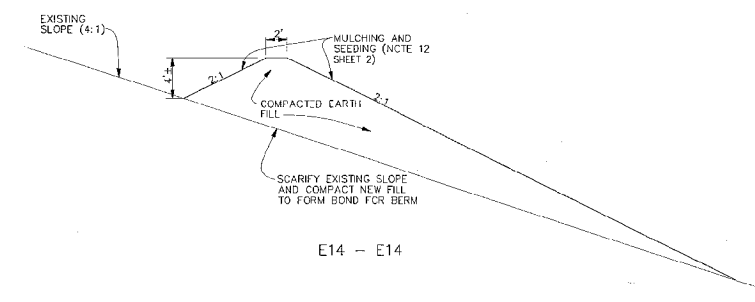 EXISTING
SLOPE (4:1)
2'
MULCHING AND
SEEDING (NOTE 12
SHEET 2)
4'±
2:1
2:1
COMPACTED EARTH
FILL
SCARIFY EXISTING SLOPE
AND COMPACT NEW FILL
TO FORM BOND FOR BERM
E14 - E14